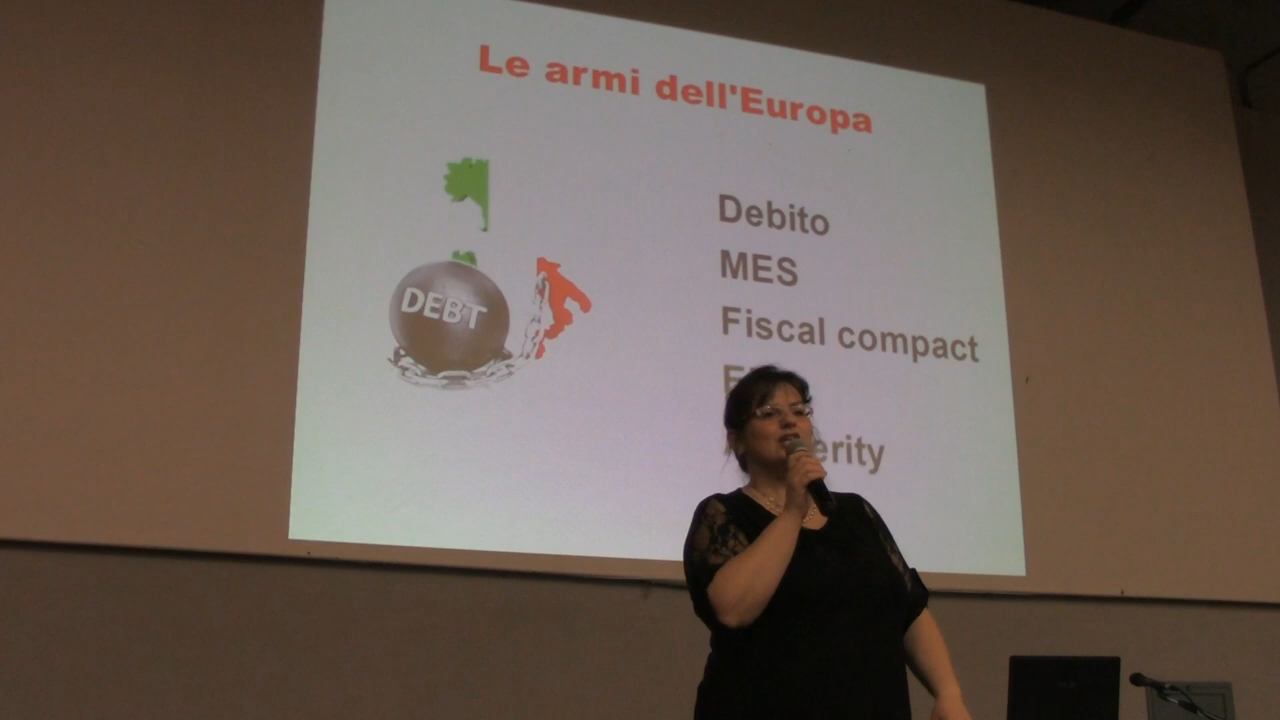 Le armi dell'Europa
DEBT
Debito
MES
Fiscal compact